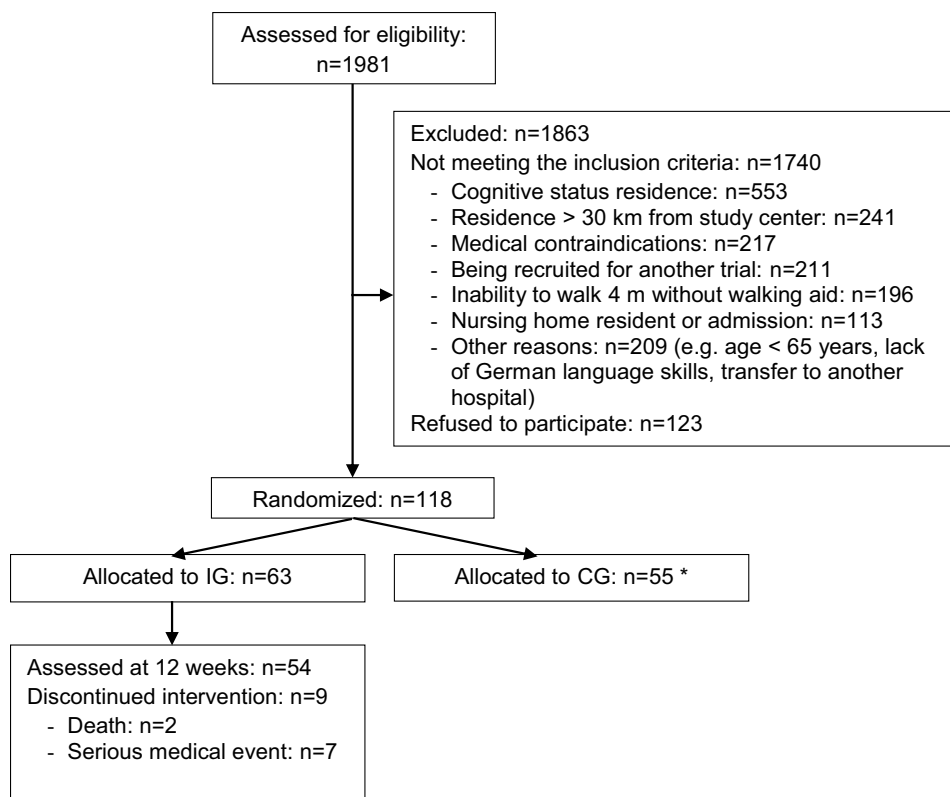 Assessed for eligibility:
n=1981
Excluded: n=1863
Not meeting the inclusion criteria: n=1740
- Cognitive status residence: n=553
- Residence > 30 km from study center: n=241
- Medical contraindications: n=217
- Being recruited for another trial: n=211
- Inability to walk 4 m without walking aid: n=196
- Nursing home resident or admission: n=113
- Other reasons: n=209 (e.g. age < 65 years, lack
of German language skills, transfer to another
hospital)
Refused to participate: n=123
Randomized: n=118
Allocated to IG: n=63
Allocated to CG: n=55 *
Assessed at 12 weeks: n=54
Discontinued intervention: n=9
- Death: n=2
- Serious medical event: n=7